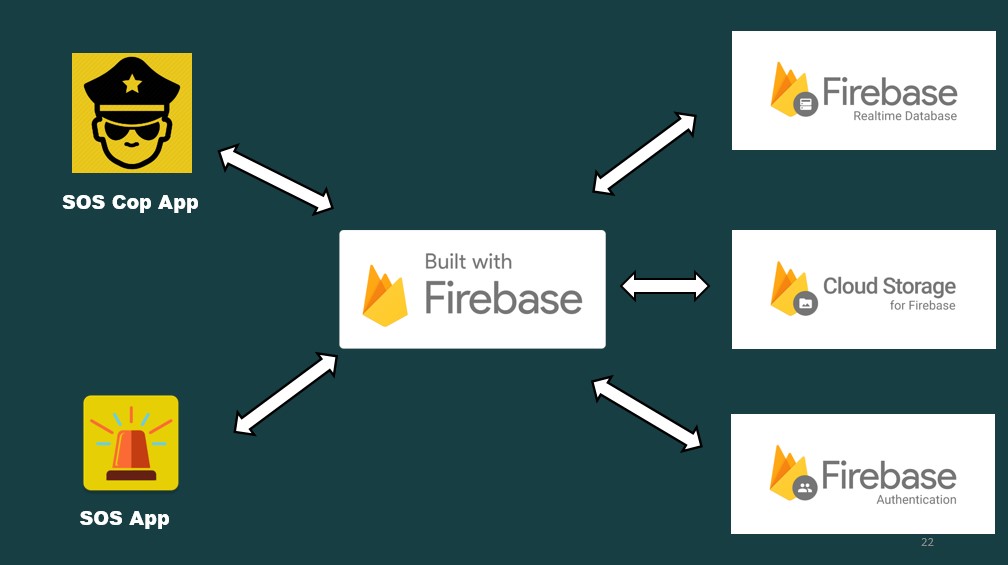 SOS Cop App
SOS App
Built with
Firebase
Firebase
Realtime Database
Cloud Storage
for Firebase
Firebase
Authentication
22